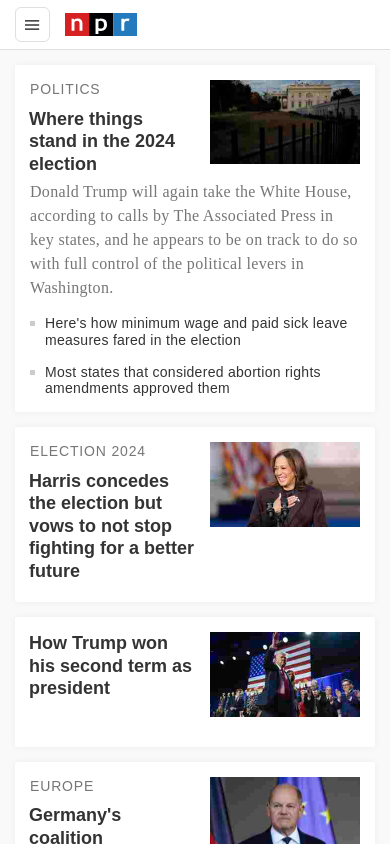 npr
POLITICS
Where things
stand in the 2024
election
Donald Trump will again take the White House,
according to calls by The Associated Press in
key states, and he appears to be on track to do so
with full control of the political levers in
Washington.
Here's how minimum wage and paid sick leave
measures fared in the election
Most states that considered abortion rights
amendments approved them
ELECTION 2024
Harris concedes
the election but
vows to not stop
fighting for a better
future
How Trump won
his second term as
president
EUROPE
Germany's
coalition